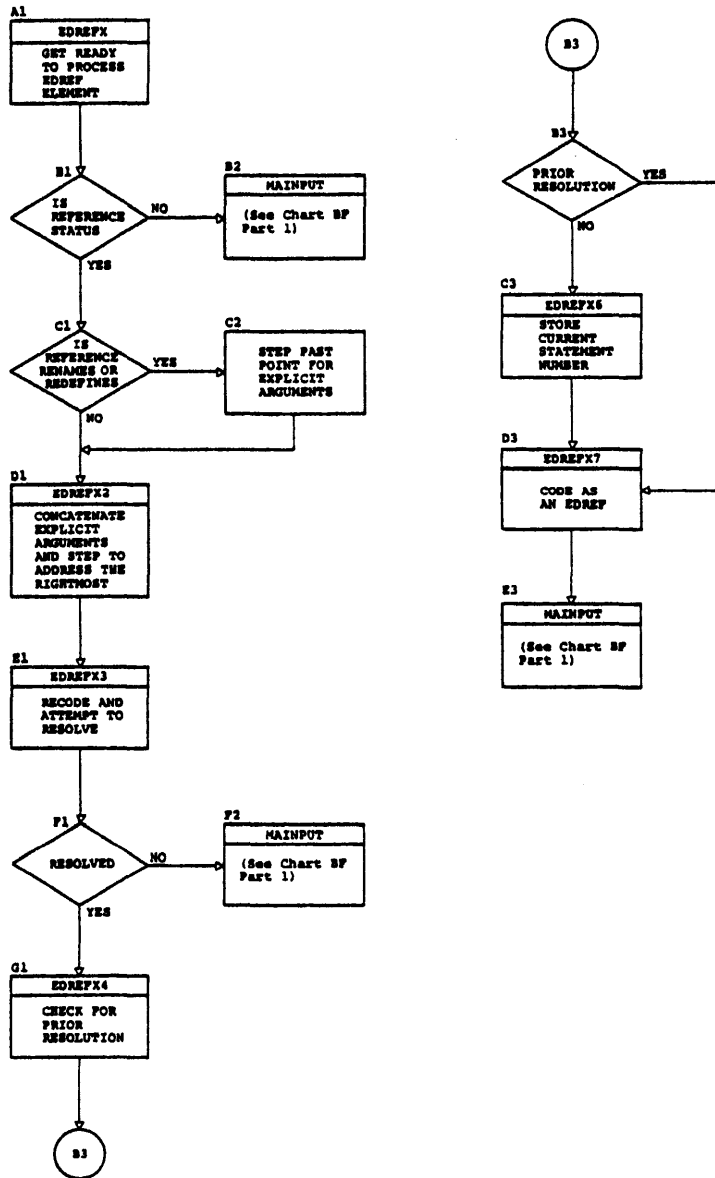 A1
EDREFX
GET READY
TO PROCESS
EDREF
ELEMENT
B1
IS
REFERENCE
STATUS
NO
YES
B2
MAINPUT
(See Chart BF
Part 1)
C1
IS
REFERENCE
RENAMES OR
REDEFINES
YES
NO
C2
STEP PAST
POINT FOR
EXPLICIT
ARGUMENTS
D1
EDREFX2
CONCATENATE
EXPLICIT
ARGUMENTS
AND STEP TO
ADDRESS THE
RIGHTMOST
E1
EDREFX3
RECODE AND
ATTEMPT TO
RESOLVE
F1
RESOLVED
NO
YES
F2
MAINPUT
(See Chart BF
Part 1)
G1
EDREFX4
CHECK FOR
PRIOR
RESOLUTION
B3
B3
B3
PRIOR
RESOLUTION
YES
NO
C3
EDREFX6
STORE
CURRENT
STATEMENT
NUMBER
D3
EDREFX7
CODE AS
AN EDREF
E3
MAINPUT
(See Chart BF
Part 1)